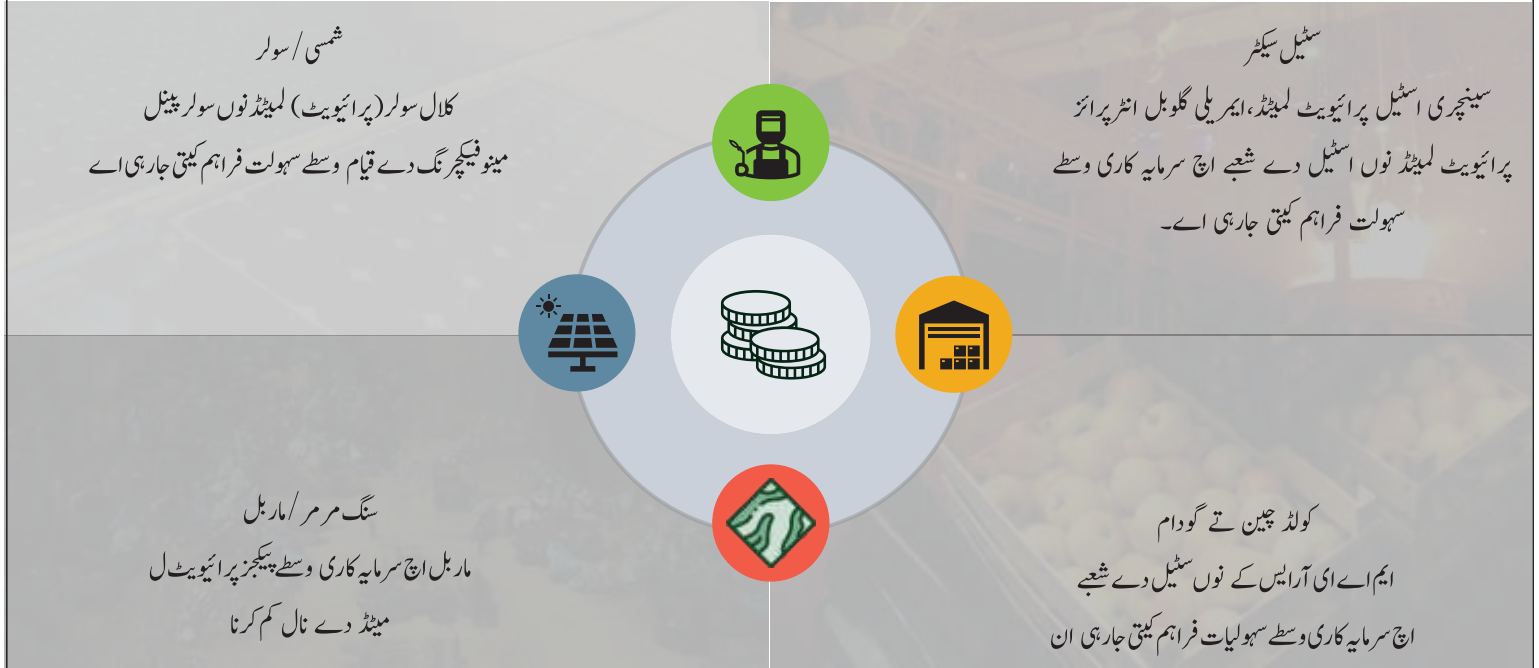 سٹیل سیکٹر
سینچری اسٹیل پرائیویٹ لمیٹڈ،ایمریلی گلوبل انٹرپرائز
پرائیویٹ لمیٹڈ نوں اسٹیل دے شعبے اچ سرمایہ کاری وسطے
سہولت فراہم کیتی جارہی اے۔
شمسی/سولر
کلال سولر(پرائیویٹ) لمیٹڈنوں سولر پینل
مینوفیکچرنگ دے قیام وسطے سہولت فراہم کیتی جارہی اے
کولڈ چین تے گودام
ایم اے ای آر ایس کے نوں سٹیل دے شعبے
اچ سرمایہ کاری وسطے سہولیات فراہم کیتی جارہی ان
سنگ مرمر/ماربل
ماربل اچ سرمایہ کاری وسطے پیکیجز پرائیویٹ ل
میٹڈ دے نال کم کرنا